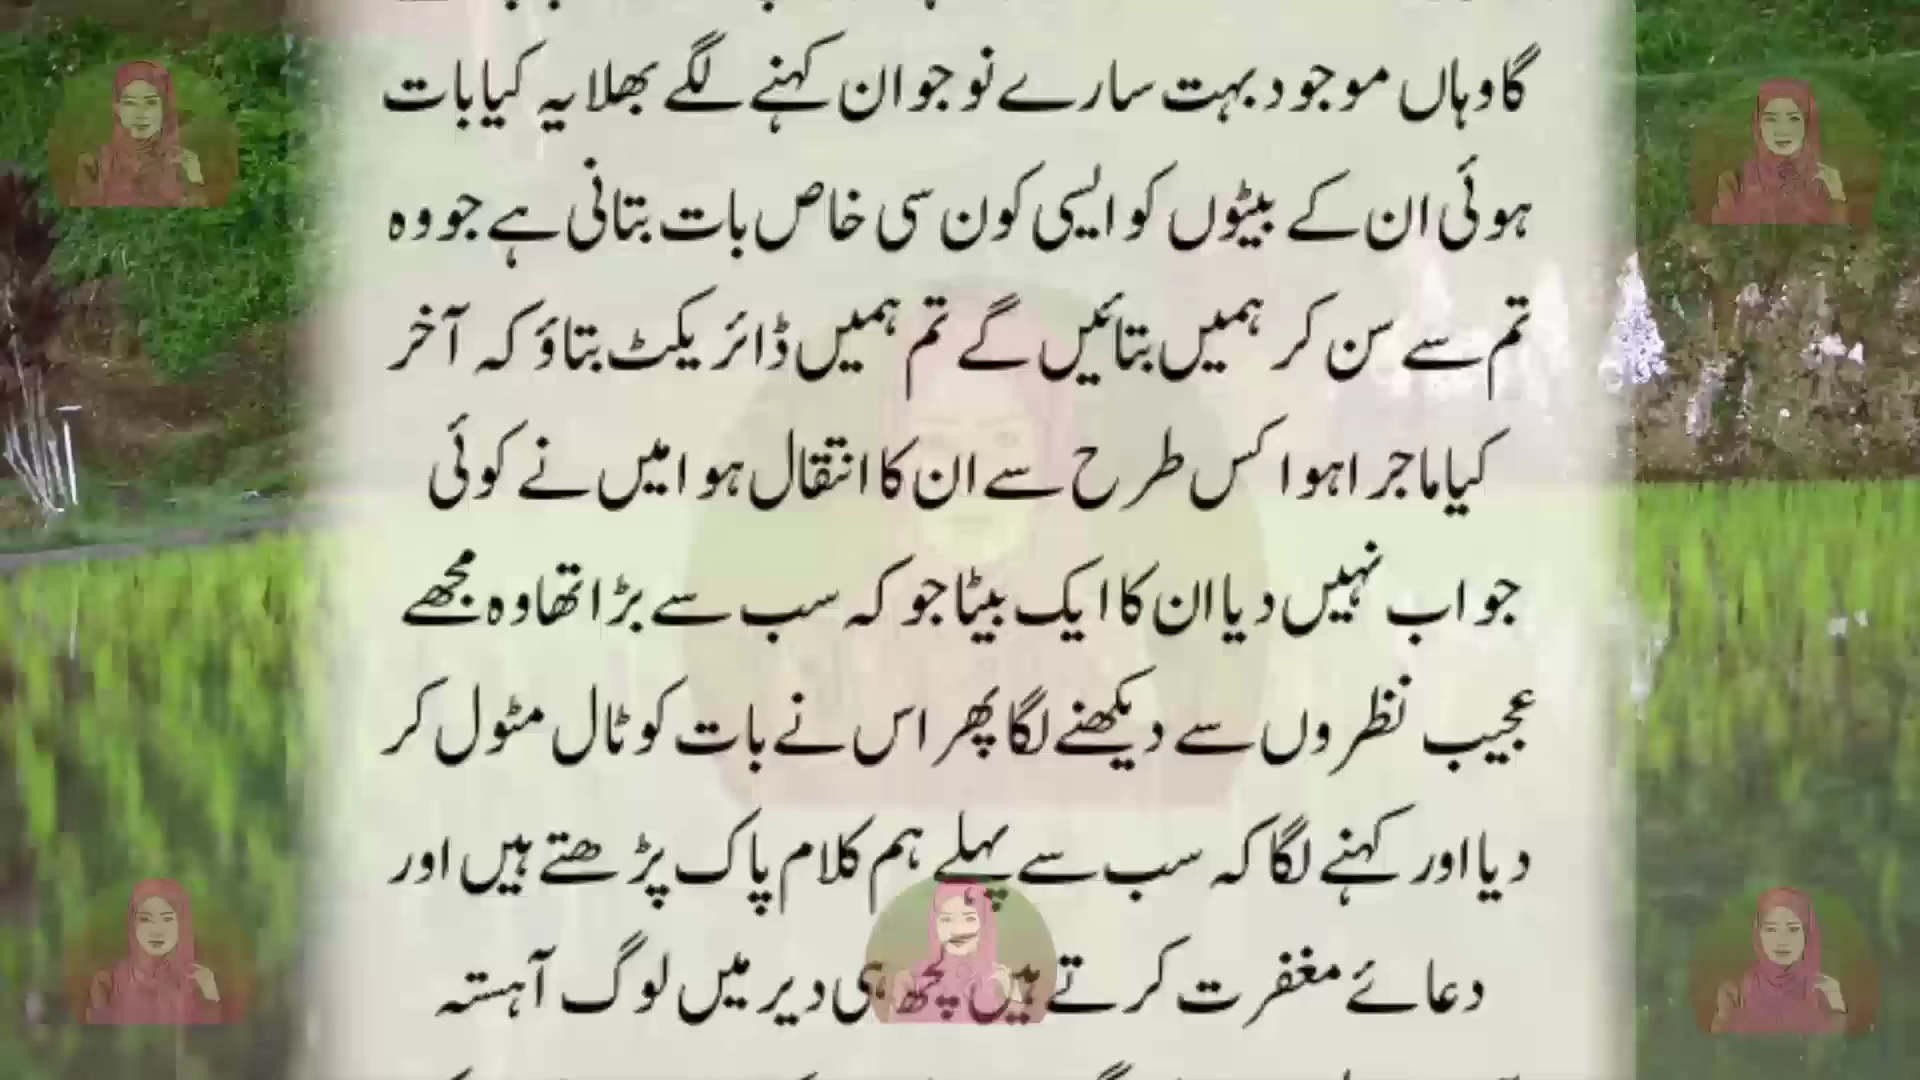 گا وہاں موجود بہت سارے نوجوان کہنے لگے بھلا یہ کیا بات
ہوئی ان کے بیٹوں کو ایسی کون سی خاص بات بتانی ہے جو وہ
تم سے سن کر ہمیں بتائیں گے تم ہمیں ڈائریکٹ بتاؤ کہ آخر
کیا ماجرا ہوا کس طرح سے ان کا انتقال ہوا میں نے کوئی
جواب نہیں دیا ان کا ایک بیٹا جو کہ سب سے بڑا تھا وہ مجھے
عجیب نظروں سے دیکھنے لگا پھر اس نے بات کو ٹال مٹول کر
دیا اور کہنے لگا کہ سب سے پہلے ہم کلام پاک پڑھتے ہیں اور
دعائے مغفرت کرتے ہیں کچھ ہی دیر میں لوگ آہستہ